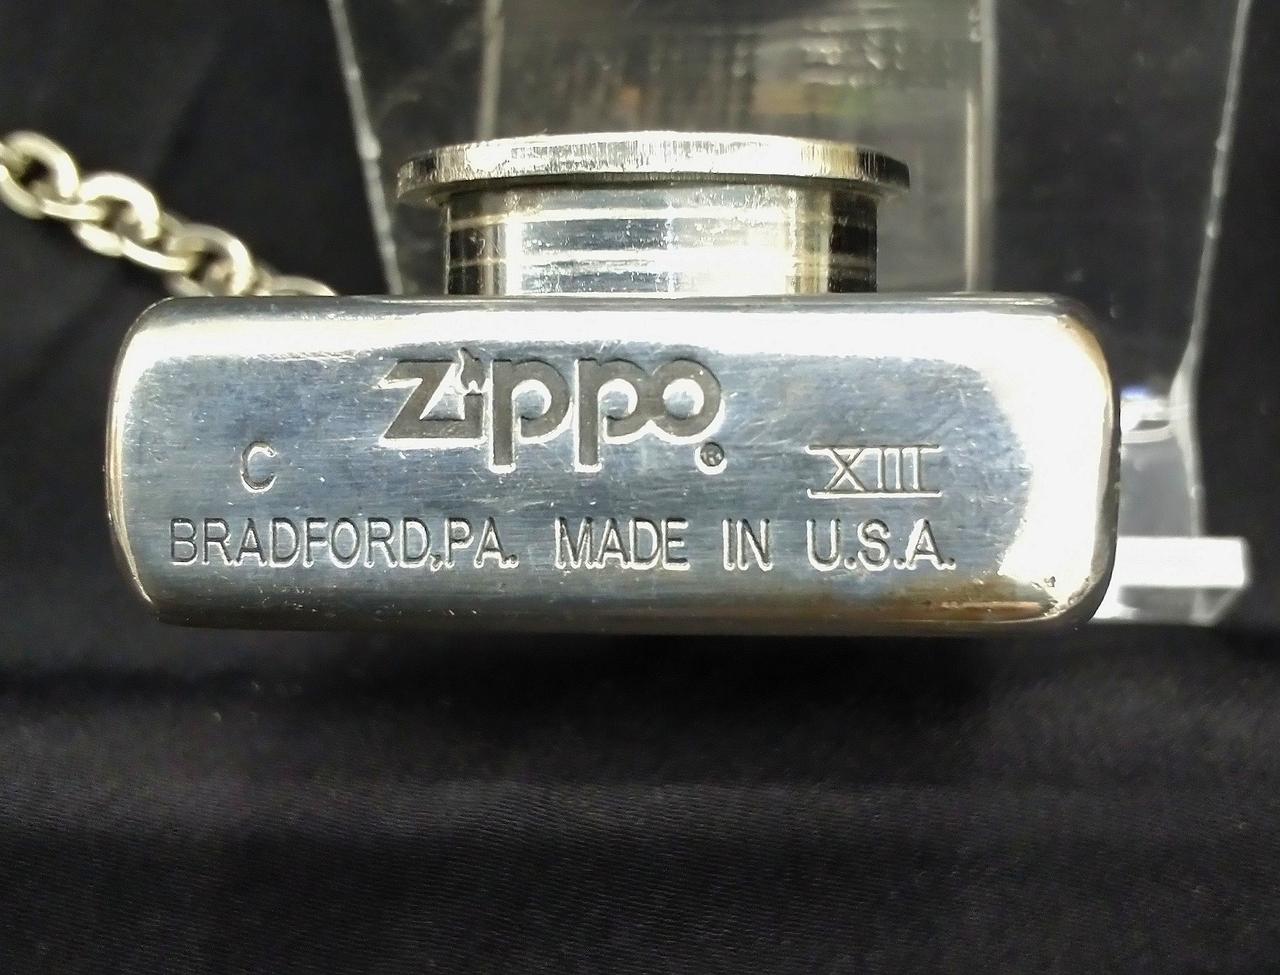 Zippo®
C XIII
BRADFORD,PA. MADE IN U.S.A.